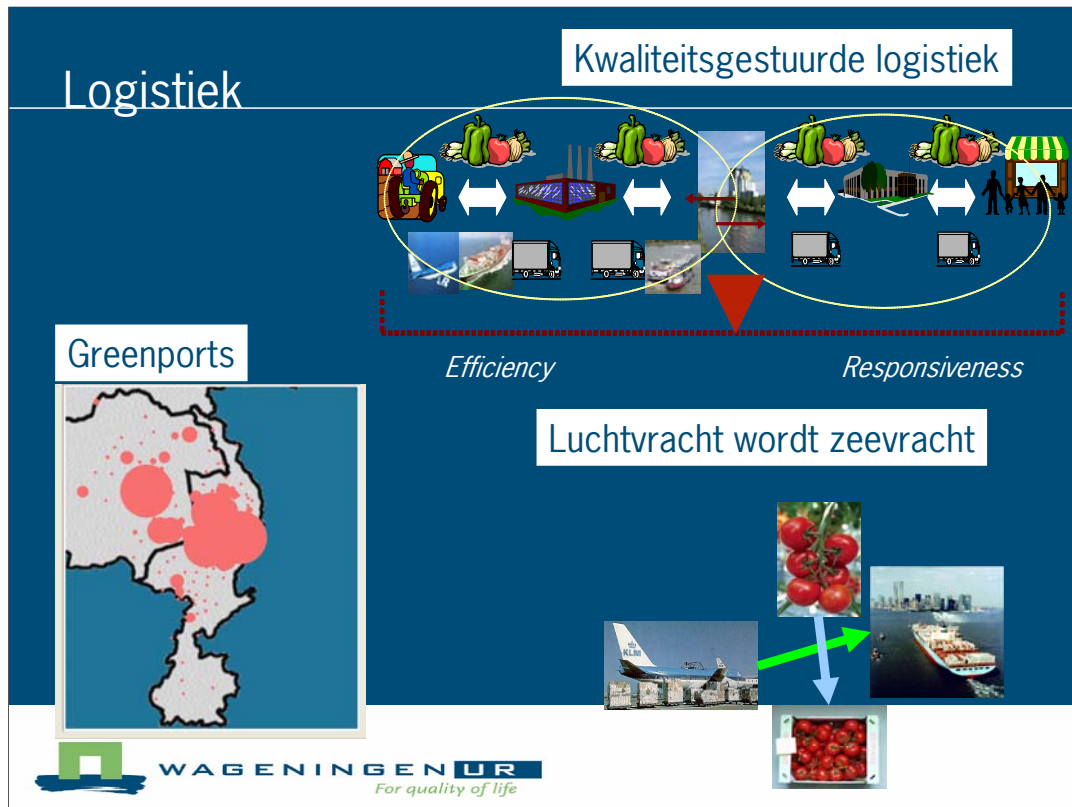 Logistiek
Kwaliteitsgestuurde logistiek
Efficiency
Responsiveness
Greenports
Luchtvracht wordt zeevracht
KLM
WAGENINGEN UR
For quality of life